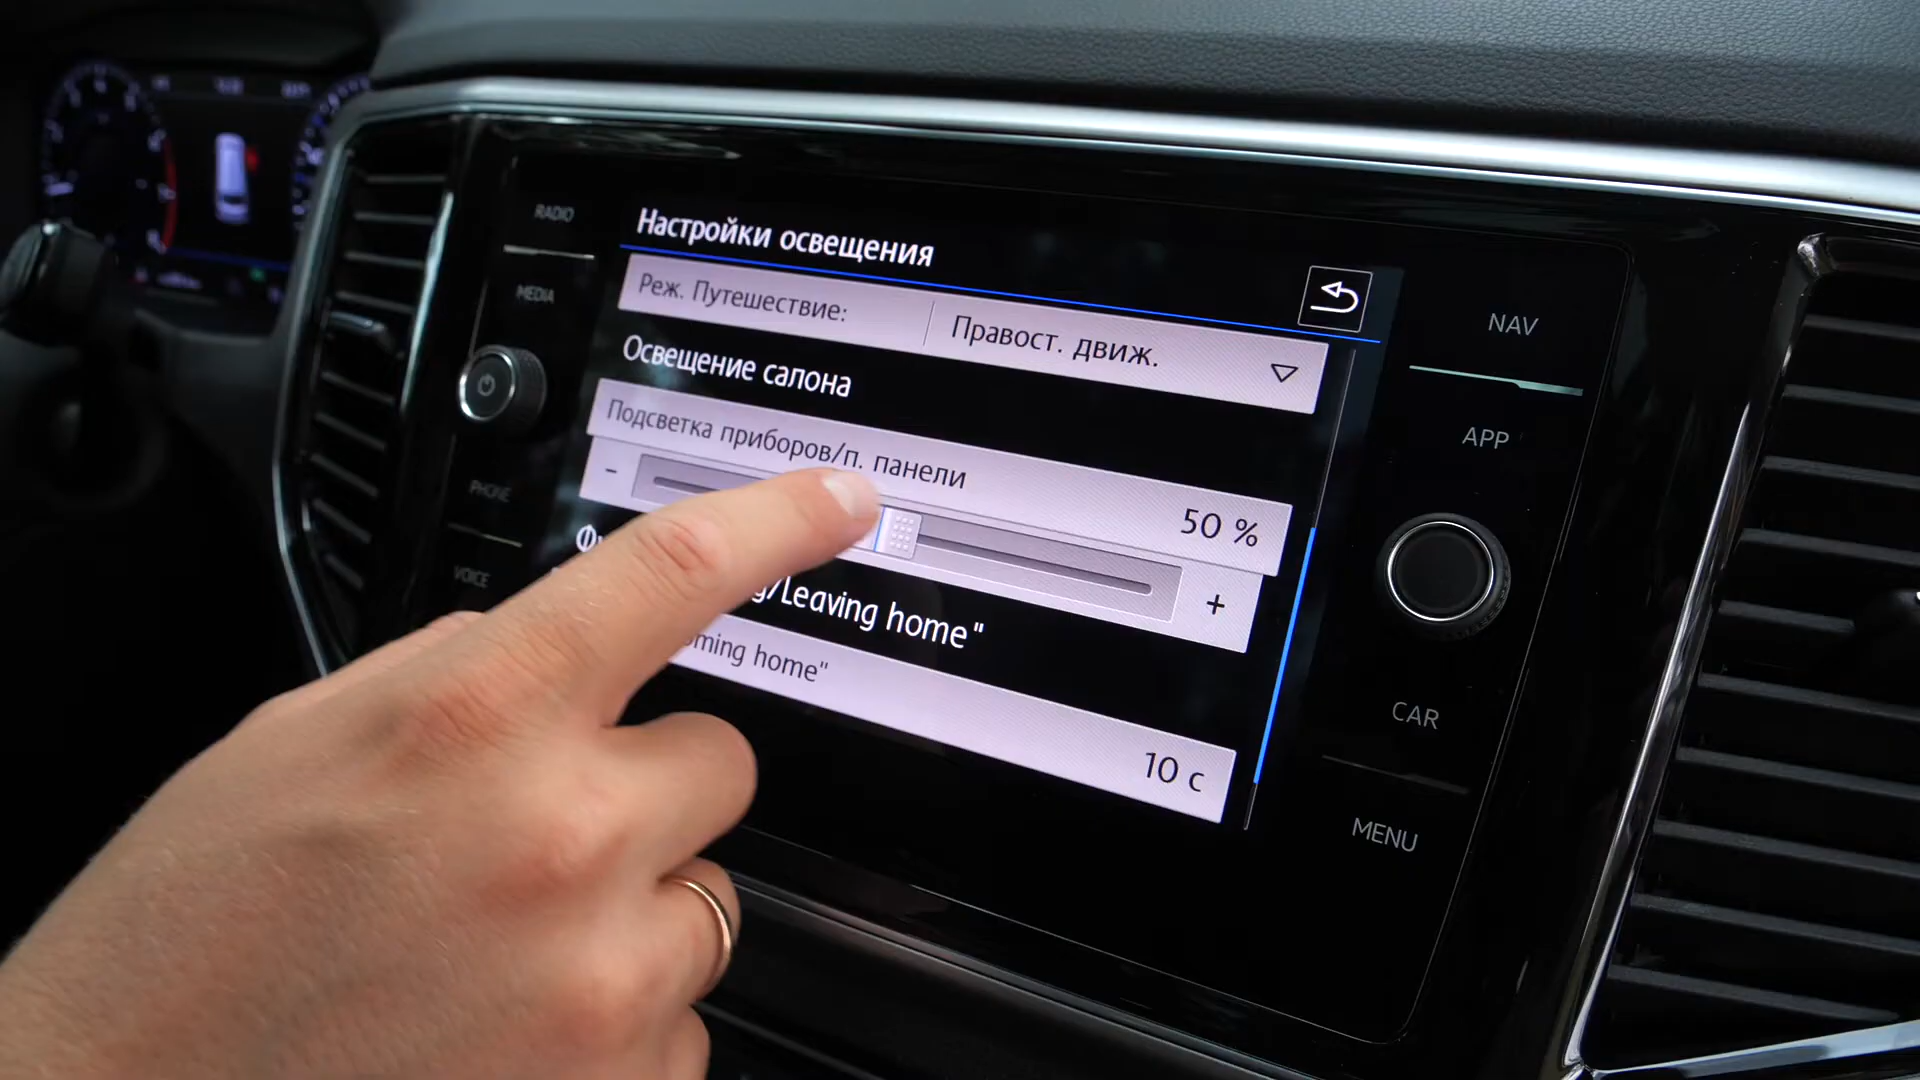 RADIO
MEDIA
PHONE
VOICE
Настройки освещения
Реж. Путешествие:
Правост. движ.
Освещение салона
Подсветка приборов/п. панели
50 %
-
+
/Leaving home"
oming home"
10 с
NAV
APP
CAR
MENU